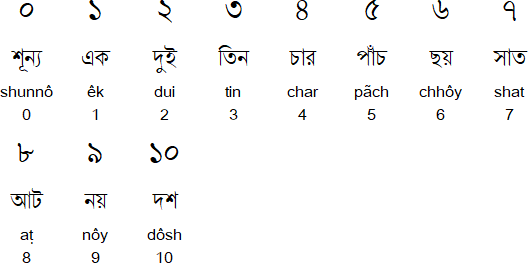 ০ ১ ২ ৩ ৪ ৫ ৬ ৭
শূন্য এক দুই তিন চার পাঁচ ছয় সাত
shunnô êk dui tin char pãch chhôy shat
0 1 2 3 4 5 6 7
৮ ৯ ১০
আট নয় দশ
aṭ nôy dôsh
8 9 10